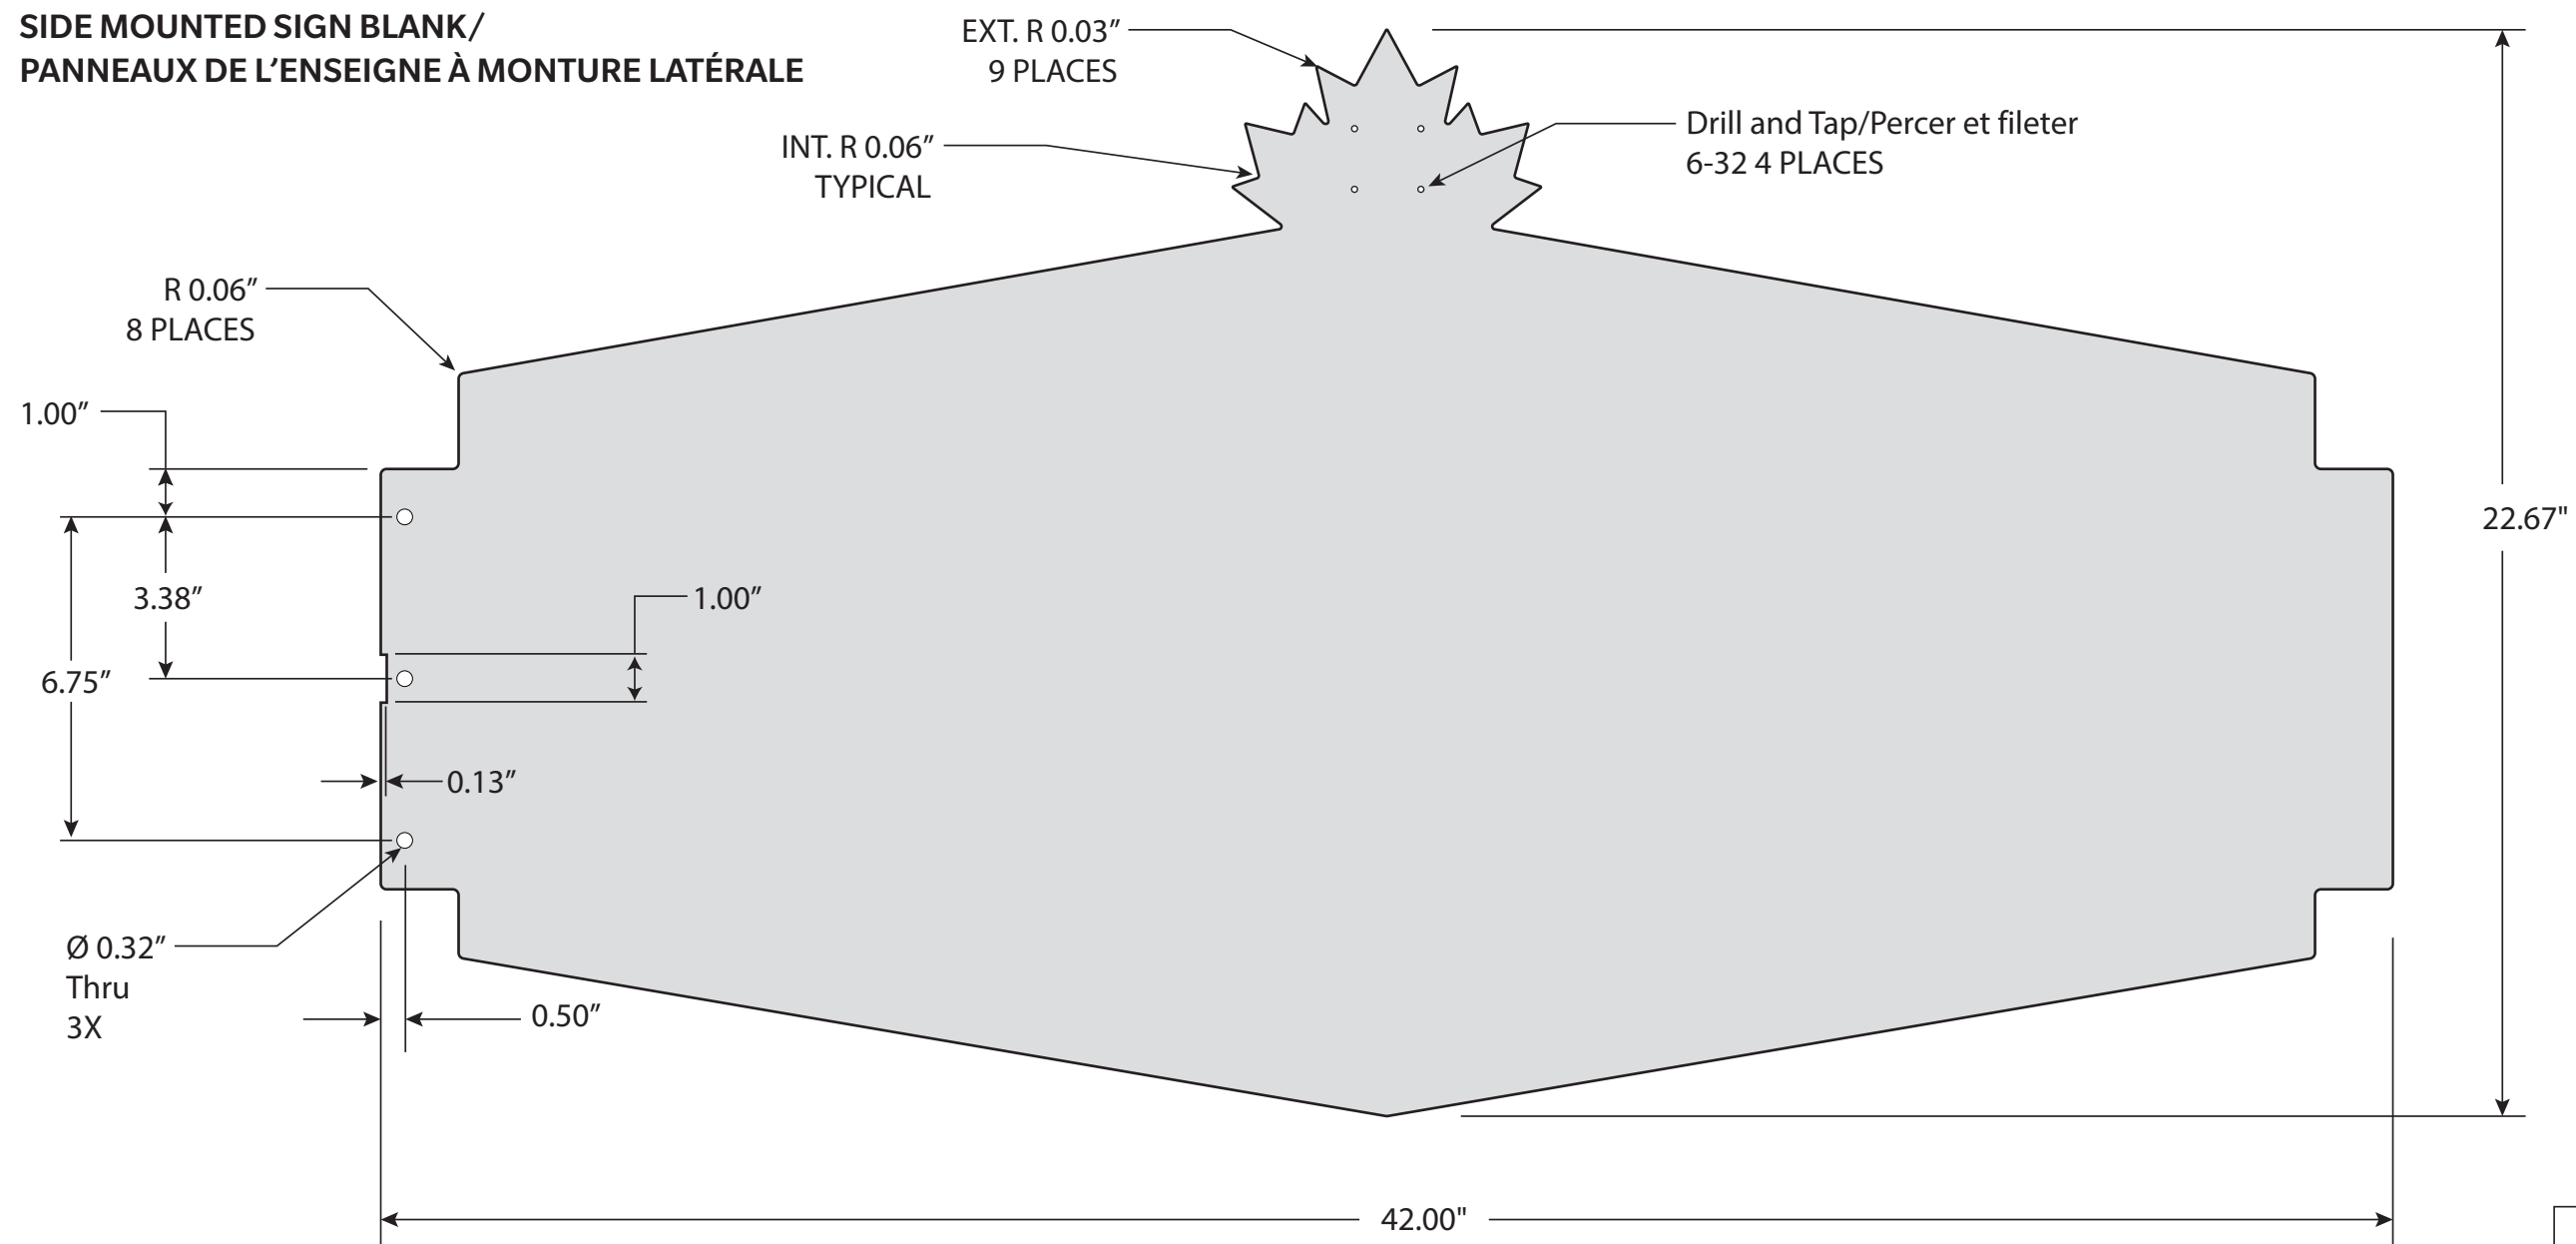 SIDE MOUNTED SIGN BLANK/
PANNEAUX DE L’ENSEIGNE À MONTURE LATÉRALE
EXT. R 0.03”
9 PLACES
INT. R 0.06”
TYPICAL
Drill and Tap/Percer et fileter
6-32 4 PLACES
R 0.06”
8 PLACES
1.00”
22.67"
3.38”
1.00”
6.75”
0.13”
Ø 0.32”
Thru
3X
0.50”
42.00"